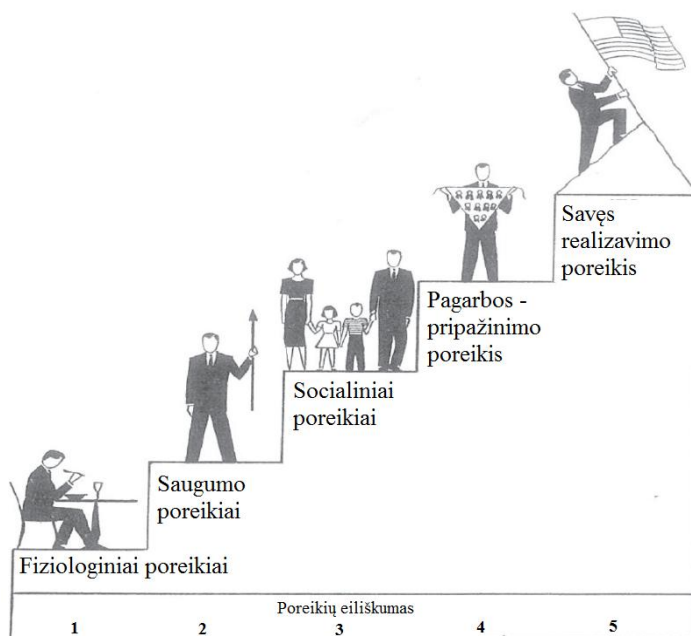 Savęs
realizavimo
poreikis
Pagarbos -
pripažinimo
poreikis
Socialiniai
poreikiai
Saugumo
poreikiai
Fiziologiniai poreikiai
Poreikių eiliškumas
1 2 3 4 5